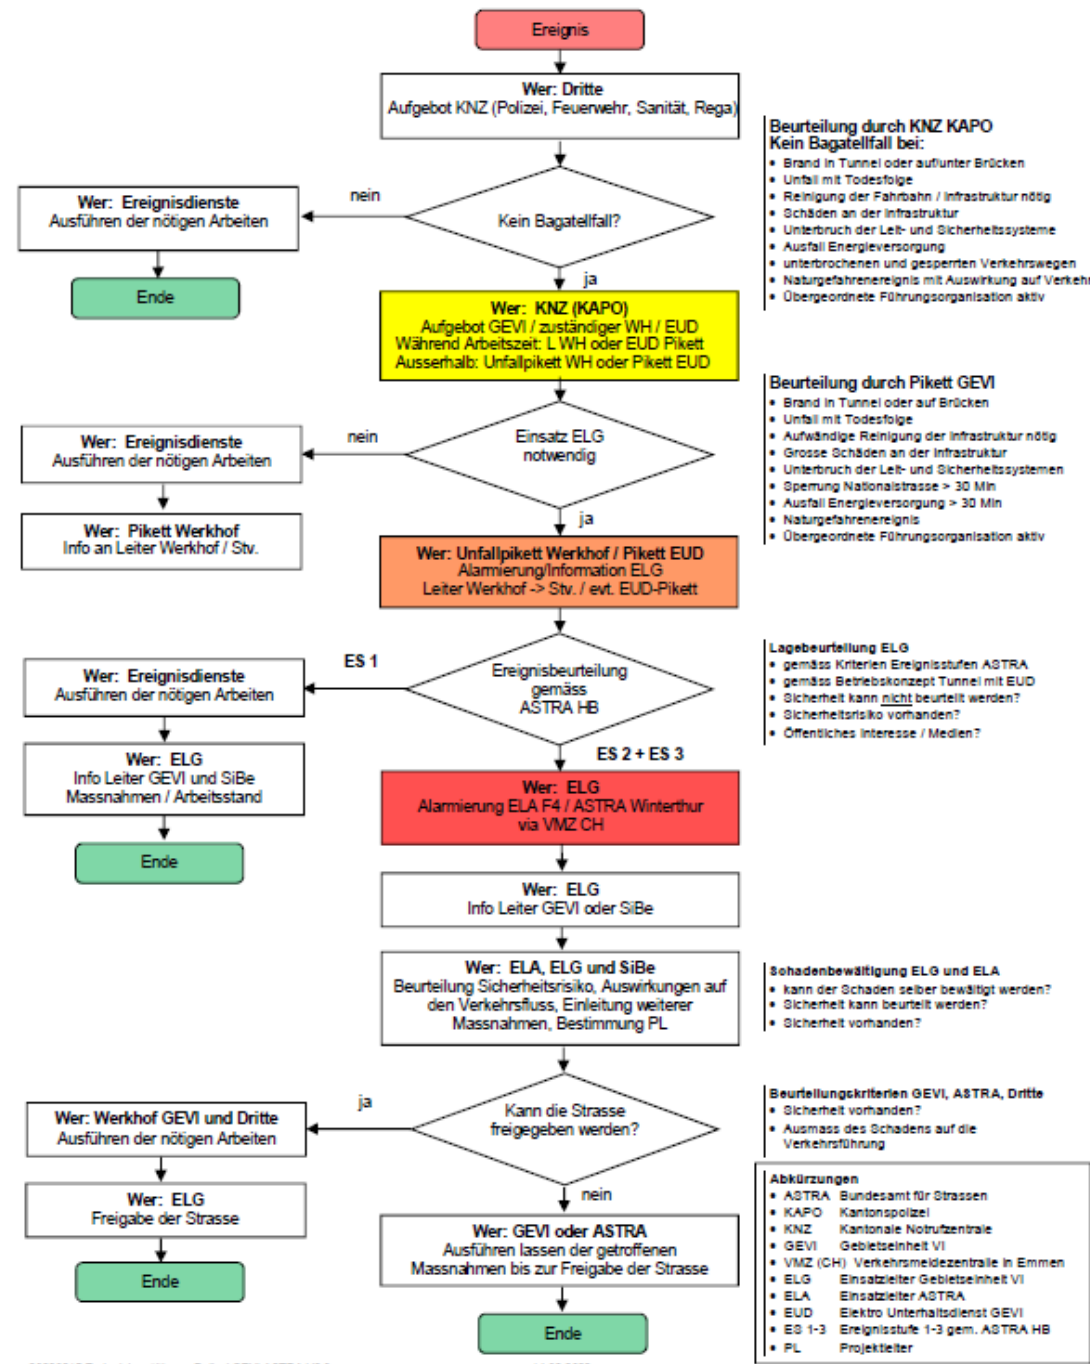 Ereignis
Wer: Dritte
Aufgebot KNZ (Polizei, Feuerwehr, Sanität, Rega)
Beurteilung durch KNZ KAPO
Kein Bagatellfall bei:
• Brand in Tunnel oder auf/unter Brücken
• Unfall mit Todesfolge
• Reinigung der Fahrbahn / Infrastruktur nötig
• Schäden an der Infrastruktur
• Unterbruch der Leit- und Sicherheitssysteme
• Ausfall Energieversorgung
• unterbrochenen und gesperrten Verkehrswegen
• Naturgefahrenereignis mit Auswirkung auf Verkehr
• Übergeordnete Führungsorganisation aktiv
Kein Bagatellfall?
nein
Wer: Ereignisdienste
Ausführen der nötigen Arbeiten
Ende
ja
Wer: KNZ (KAPO)
Aufgebot GEVI / zuständiger WH / EUD
Während Arbeitszeit: L WH oder EUD Pikett
Ausserhalb: Unfallpikett WH oder Pikett EUD
Beurteilung durch Pikett GEVI
• Brand in Tunnel oder auf Brücken
• Unfall mit Todesfolge
• Aufwändige Reinigung der Infrastruktur nötig
• Grosse Schäden an der Infrastruktur
• Unterbruch der Leit- und Sicherheitssystemen
• Sperrung Nationalstrasse > 30 Min
• Ausfall Energieversorgung > 30 Min
• Naturgefahrenereignis
• Übergeordnete Führungsorganisation aktiv
Einsatz ELG
notwendig
nein
Wer: Ereignisdienste
Ausführen der nötigen Arbeiten
Wer: Pikett Werkhof
Info an Leiter Werkhof / Stv.
ja
Wer: Unfallpikett Werkhof / Pikett EUD
Alarmierung/Information ELG
Leiter Werkhof -> Stv. / evt. EUD-Pikett
Lagebeurteilung ELG
• gemäss Kriterien Ereignisstufen ASTRA
• gemäss Betriebskonzept Tunnel mit EUD
• Sicherheit kann nicht beurteilt werden?
• Sicherheitsrisiko vorhanden?
• Öffentliches Interesse / Medien?
Ereignisbeurteilung
gemäss
ASTRA HB
ES 1
Wer: Ereignisdienste
Ausführen der nötigen Arbeiten
Wer: ELG
Info Leiter GEVI und SiBe
Massnahmen / Arbeitsstand
Ende
ES 2 + ES 3
Wer: ELG
Alarmierung ELA F4 / ASTRA Winterthur
via VMZ CH
Wer: ELG
Info Leiter GEVI oder SiBe
Wer: ELA, ELG und SiBe
Beurteilung Sicherheitsrisiko, Auswirkungen auf
den Verkehrsfluss, Einleitung weiterer
Massnahmen, Bestimmung PL
Schadenbewältigung ELG und ELA
• kann der Schaden selber bewältigt werden?
• Sicherheit kann beurteilt werden?
• Sicherheit vorhanden?
Kann die Strasse
freigegeben werden?
Beurteilungskriterien GEVI, ASTRA, Dritte
• Sicherheit vorhanden?
• Ausmass des Schadens auf die
Verkehrsführung
ja
Wer: Werkhof GEVI und Dritte
Ausführen der nötigen Arbeiten
Wer: ELG
Freigabe der Strasse
Ende
nein
Wer: GEVI oder ASTRA
Ausführen lassen der getroffenen
Massnahmen bis zur Freigabe der Strasse
Ende
Abkürzungen
• ASTRA Bundesamt für Strassen
• KAPO Kantonspolizei
• KNZ Kantonale Notrufzentrale
• GEVI Gebietseinheit VI
• VMZ (CH) Verkehrsmeldezentrale in Emmen
• ELG Einsatzleiter Gebietseinheit VI
• ELA Einsatzleiter ASTRA
• EUD Elektro Unterhaltsdienst GEVI
• ES 1-3 Ereignisstufe 1-3 gem. ASTRA HB
• PL Projektleiter